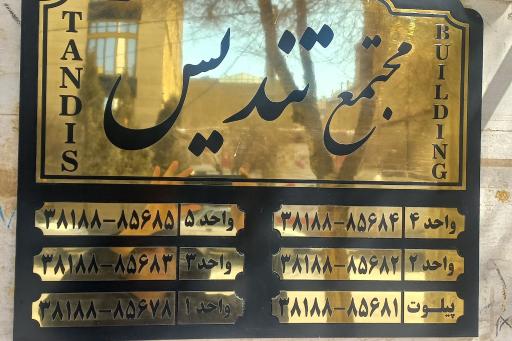 TANDIS
مجتمع تندیس
BUILDING
واحد ۴ ۳۸۱۸۸-۸۵۶۸۴
واحد ۵ ۳۸۱۸۸-۸۵۶۸۵
واحد ۲ ۳۸۱۸۸-۸۵۶۸۲
واحد ۳ ۳۸۱۸۸-۸۵۶۸۳
پیلوت ۳۸۱۸۸-۸۵۶۸۱
واحد ۱ ۳۸۱۸۸-۸۵۶۷۸